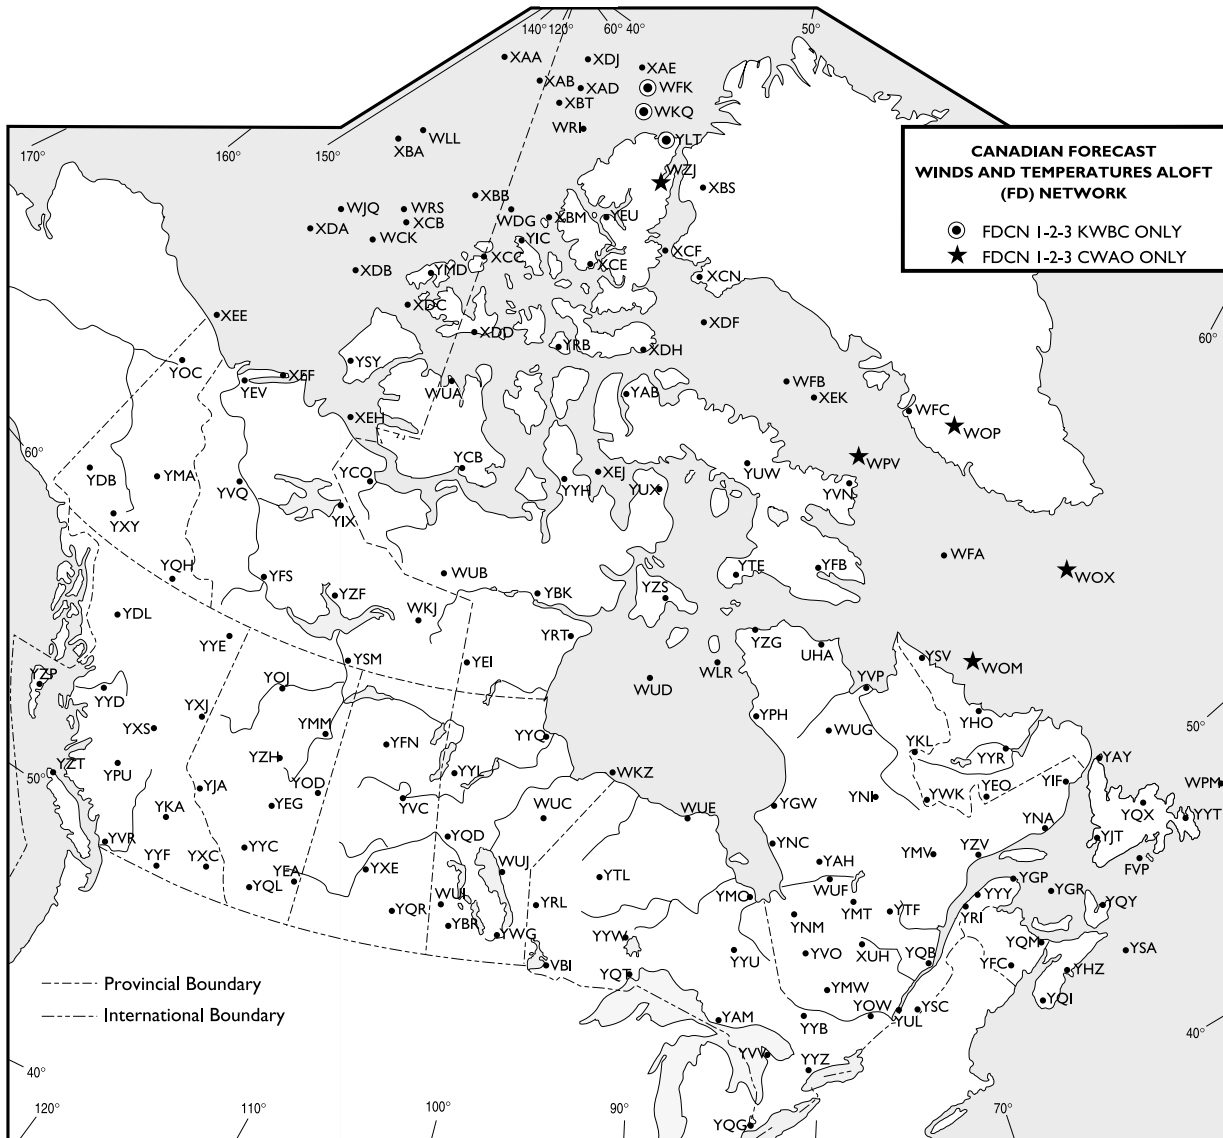 140° 120° 60° 40° 50°
XAA
XDJ
XAE
XAB
XAD
WFK
XBT
WKQ
WRI
YLT
WLL
XBA
170°
160°
150°
CANADIAN FORECAST
WINDS AND TEMPERATURES ALOFT
(FD) NETWORK
FDCN 1-2-3 KWBC ONLY
FDCN 1-2-3 CWAO ONLY
WZJ
XBS
XBB
WJQ
WRS
WDG
XBM
YEU
XDA
XCB
WCK
YIC
XCC
XCE
XCF
XDB
YMD
XCN
XDC
XEE
XDF
XDD
YRB
XDH
60°
YOC
YSY
XEF
YEV
WUA
YAB
WFB
XEK
XEH
WFC
WOP
60°
YDB
YMA
YVQ
YCO
YCB
YYH
XEJ
YUX
YUW
WPV
YVN
YXY
YIX
WFA
YQH
YFS
WUB
YTE
YFB
WOX
YZF
YBK
YZS
YDL
WKJ
YYE
YRT
YZG
UHA
YSM
YEI
WLR
YSV
WOM
YZP
YYD
YOJ
WUD
YVP
50°
YXJ
YPH
YHO
YXS
YMM
YFN
YYQ
WUG
YKL
YYR
YZT
YPU
YZH
YYL
WKZ
YAY
50°
YJA
YOD
YEG
YVC
WUC
WUE
YGW
YNI
YWK
YEO
YIF
WPM
YKA
YQX
YYT
YVR
YYC
YQD
YNC
YNA
YJT
YYF
YXC
YEA
YXE
WUJ
YTL
YAH
YMV
YZV
FVP
YQL
WUF
YGP
YGR
YQR
WUI
YRL
YMO
YMT
YTF
YYY
YRI
YQY
YBR
YWG
YYW
YNM
XUH
YQM
YSA
VBI
YQT
YYU
YVO
YQB
YFC
YHZ
Provincial Boundary
International Boundary
YMW
YQI
YAM
YYB
YOW
YUL
YSC
40°
YVV
YYZ
40°
YQG
120°
110°
100°
90°
70°